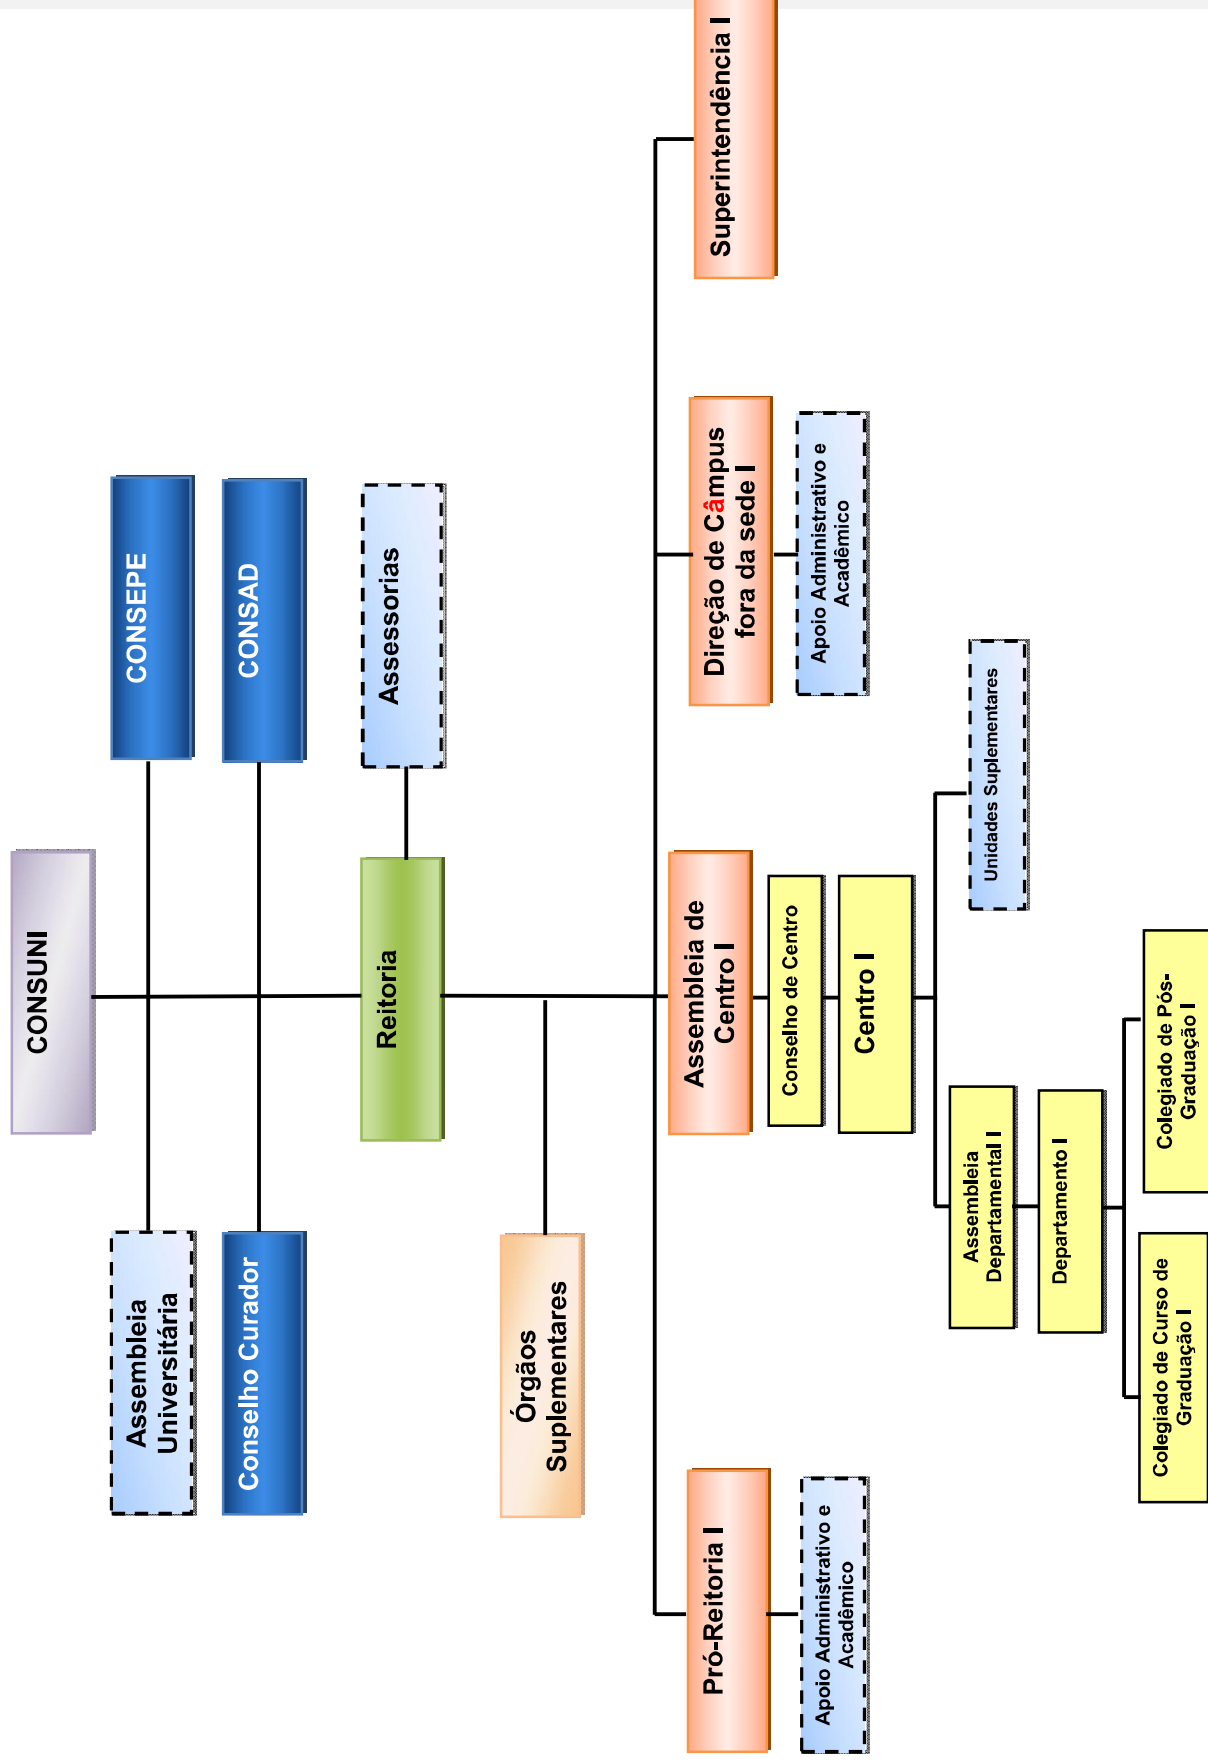 CONSUNI
Assembleia
Universitária
CONSEPE
Conselho Curador
CONSAD
Reitoria
Assessorias
Órgãos
Suplementares
Pró-Reitoria I
Assembleia de
Centro I
Direção de Câmpus
fora da sede I
Superintendência I
Apoio Administrativo e
Acadêmico
Conselho de Centro
Apoio Administrativo e
Acadêmico
Centro I
Assembleia
Departamental I
Unidades Suplementares
Departamento I
Colegiado de Curso de
Graduação I
Colegiado de Pós-
Graduação I